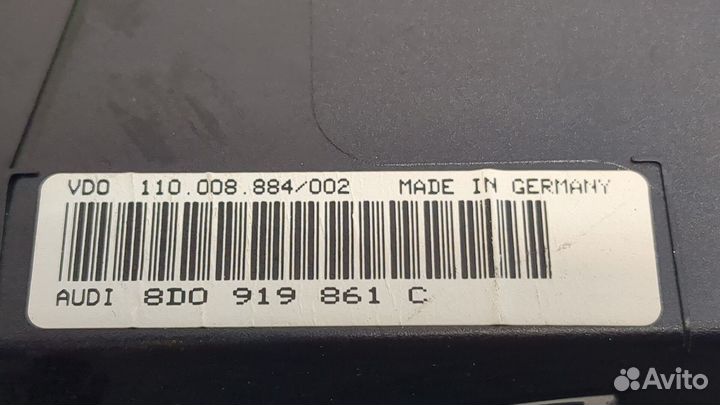 VDO 110.008.884/002 MADE IN GERMANY
AUDI 8D0 919 861 C
Avito